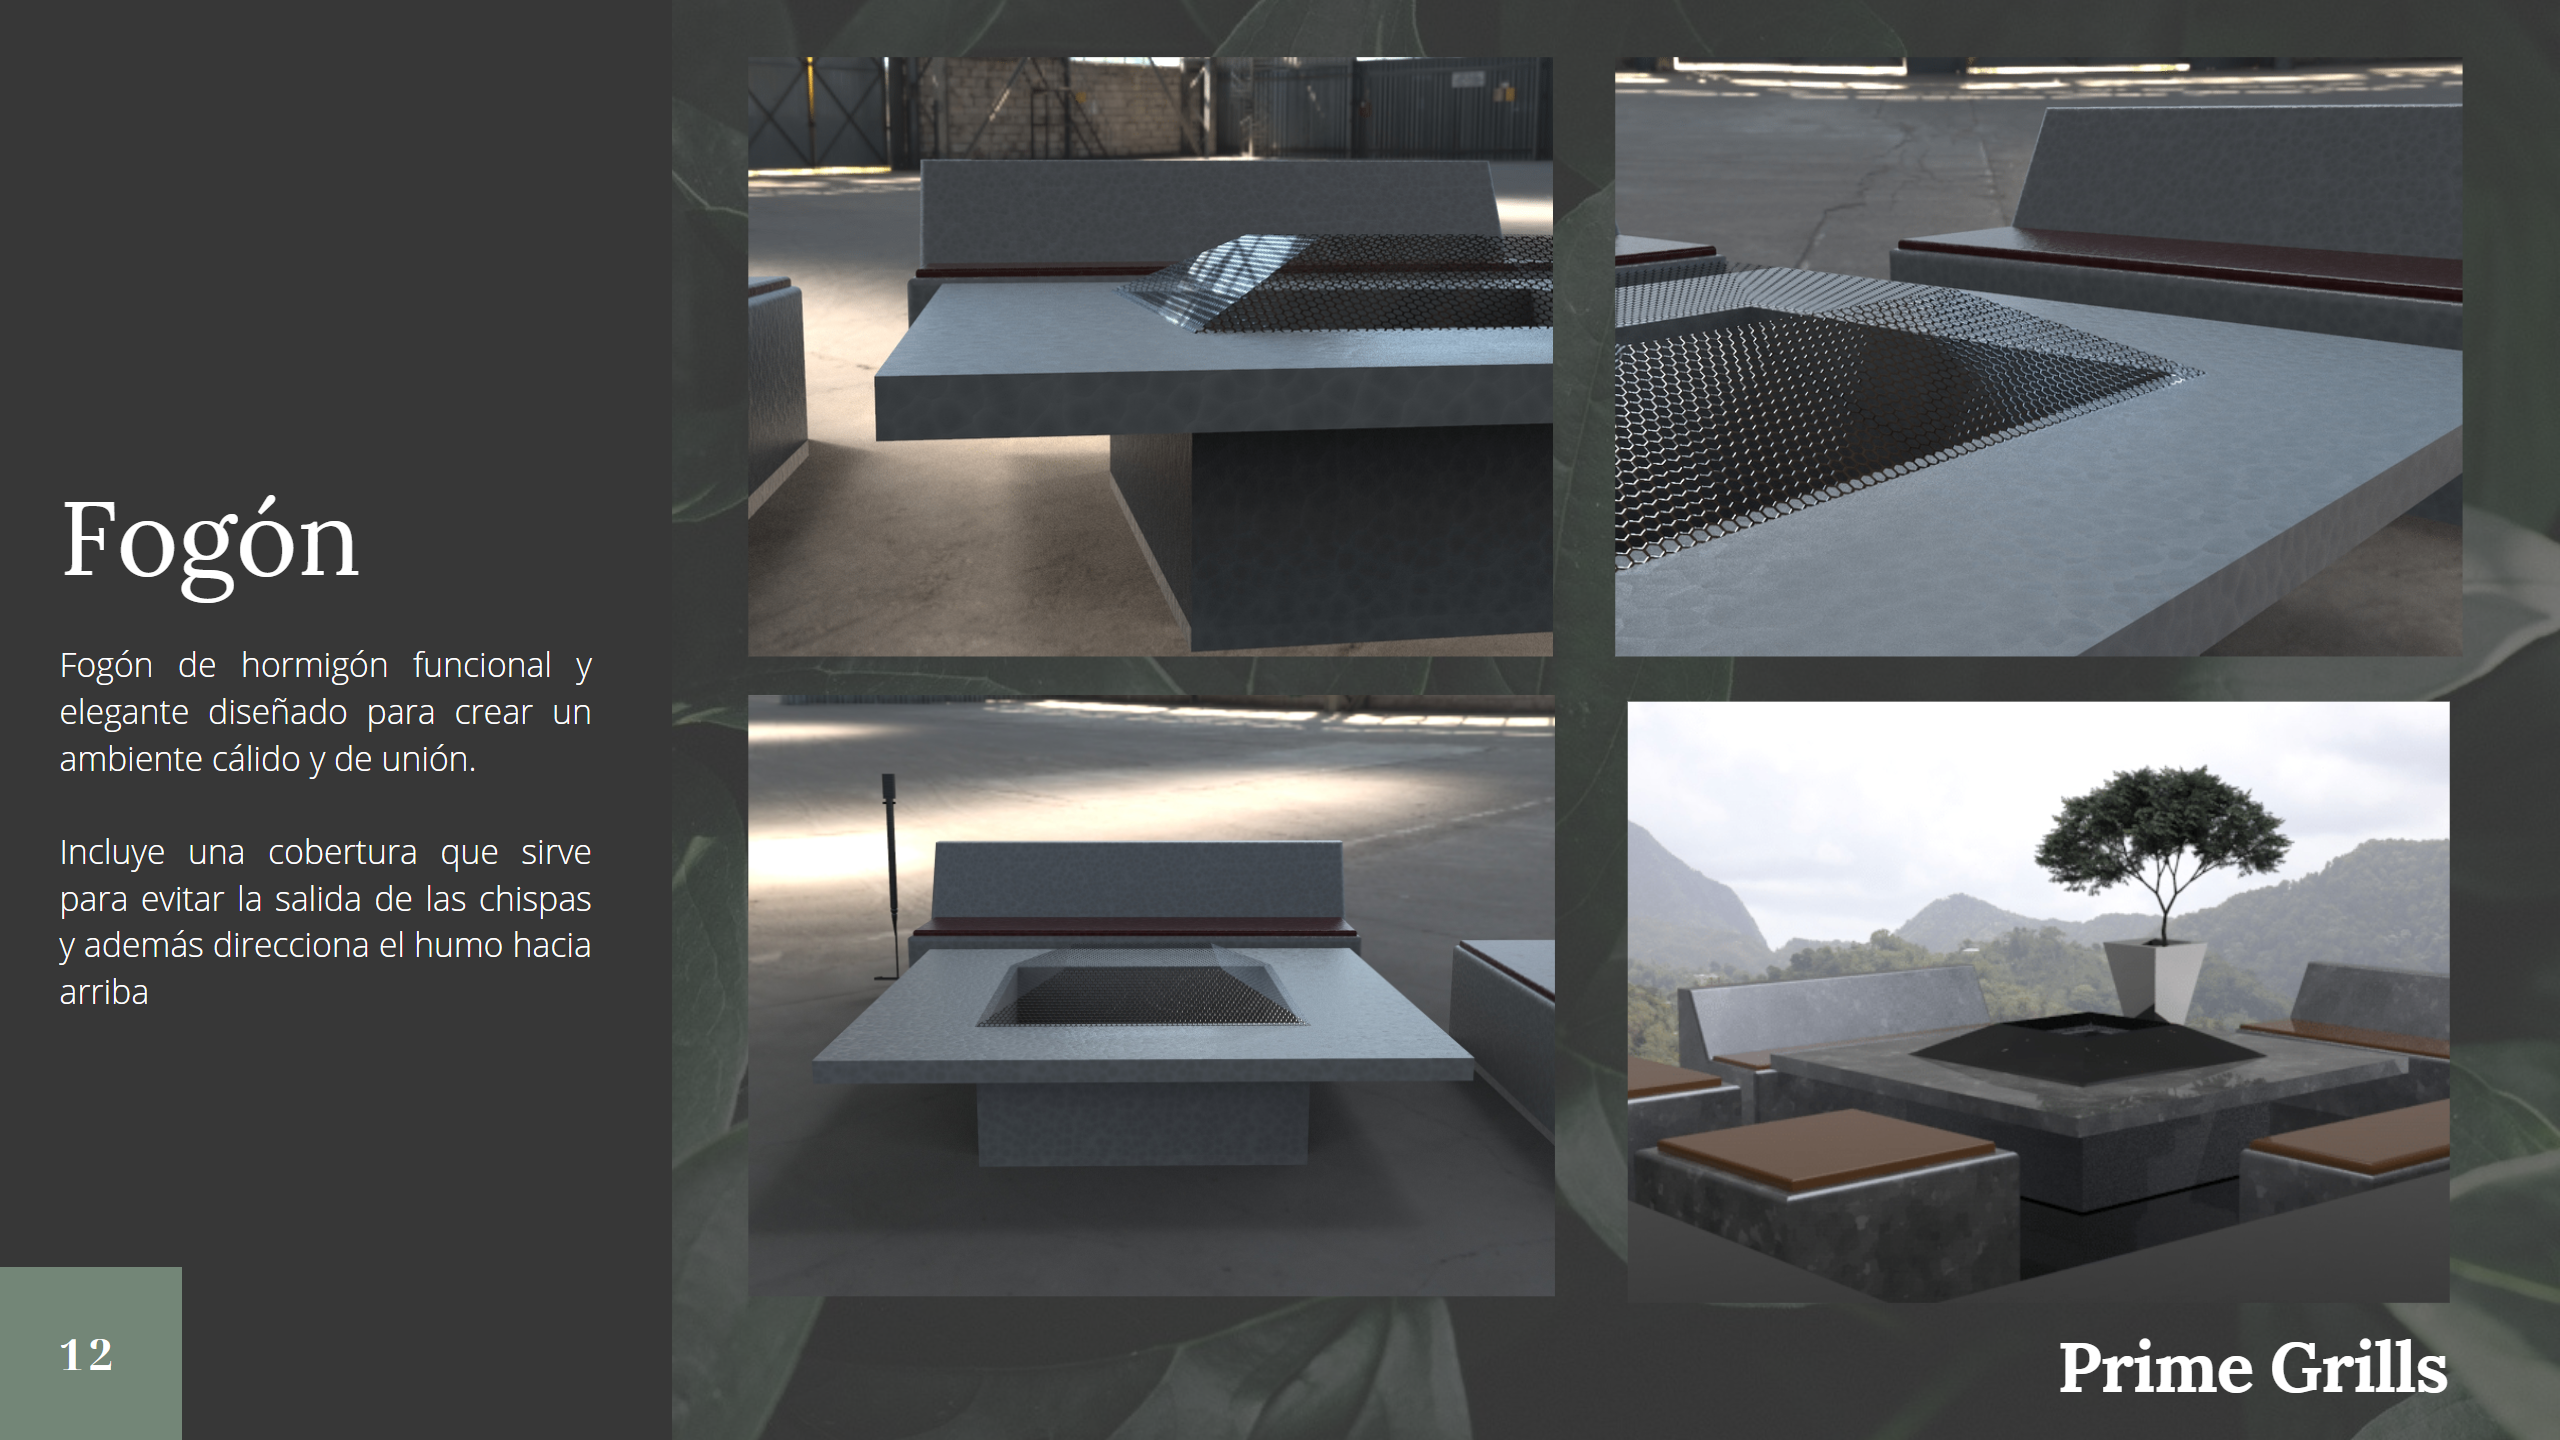 Fogón
Fogón de hormigón funcional y
elegante diseñado para crear un
ambiente cálido y de unión.
Incluye una cobertura que sirve
para evitar la salida de las chispas
y además direcciona el humo hacia
arriba
12
Prime Grills